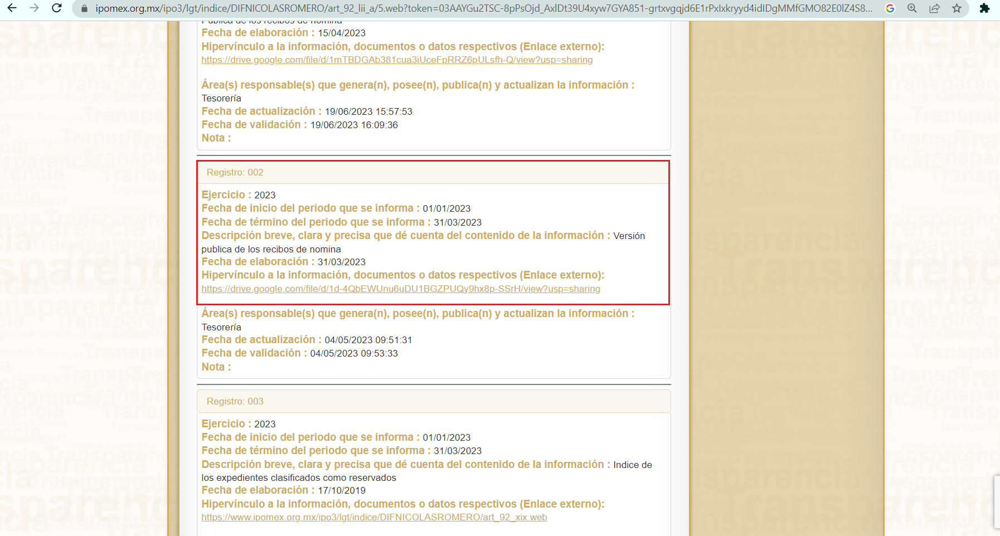 ipomex.org.mx/ipo3/lgt/indice/DIFNICOLASROMERO/art_92_lii_a/5.web?token=03AAYGu2TSC-8pPsOjd_AxlDt39U4xyw7GYA851-grtxvgqjd6E1rPxIxkryyd4idIDgMMfGMO82E0lZ4S8...
Publica de los recibos de nomina
Fecha de elaboración : 15/04/2023
Hipervínculo a la información, documentos o datos respectivos (Enlace externo):
https://drive.google.com/file/d/1mTBDGAb381cua3iUceFpRRZ6pULsfh-Q/view?usp=sharing
Área(s) responsable(s) que genera(n), posee(n), publica(n) y actualizan la información :
Tesorería
Fecha de actualización : 19/06/2023 15:57:53
Fecha de validación : 19/06/2023 16:09:36
Nota :
Registro: 002
Ejercicio : 2023
Fecha de inicio del periodo que se informa : 01/01/2023
Fecha de término del periodo que se informa : 31/03/2023
Descripción breve, clara y precisa que dé cuenta del contenido de la información : Versión
publica de los recibos de nomina
Fecha de elaboración : 31/03/2023
Hipervínculo a la información, documentos o datos respectivos (Enlace externo):
https://drive.google.com/file/d/1d-4QbEWUnu6uDU1BGZPUQy9hx8p-SSrH/view?usp=sharing
Área(s) responsable(s) que genera(n), posee(n), publica(n) y actualizan la información :
Tesorería
Fecha de actualización : 04/05/2023 09:51:31
Fecha de validación : 04/05/2023 09:53:33
Nota :
Registro: 003
Ejercicio : 2023
Fecha de inicio del periodo que se informa : 01/01/2023
Fecha de término del periodo que se informa : 31/03/2023
Descripción breve, clara y precisa que dé cuenta del contenido de la información : Indice de
los expedientes clasificados como reservados
Fecha de elaboración : 17/10/2019
Hipervínculo a la información, documentos o datos respectivos (Enlace externo):
https://www.ipomex.org.mx/ipo3/lgt/indice/DIFNICOLASROMERO/art_92_xix.web